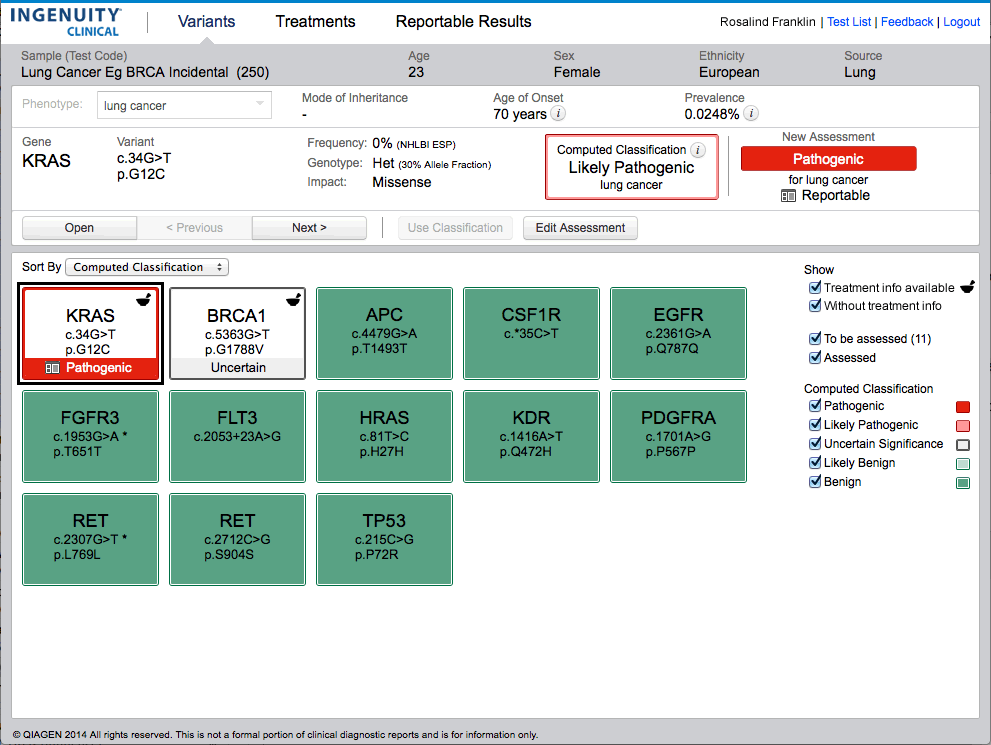 INGENUITY
CLINICAL
Variants
Treatments
Reportable Results
Rosalind Franklin | Test List | Feedback | Logout
Sample (Test Code)
Lung Cancer Eg BRCA Incidental (250)
Age
23
Sex
Female
Ethnicity
European
Source
Lung
Phenotype:
lung cancer
Mode of Inheritance
-
Age of Onset
70 years i
Prevalence
0.0248% i
Gene
KRAS
Variant
c.34G>T
p.G12C
Frequency: 0% (NHLBI ESP)
Genotype: Het (30% Allele Fraction)
Impact: Missense
Computed Classification i
Likely Pathogenic
lung cancer
New Assessment
Pathogenic
for lung cancer
Reportable
Open
< Previous
Next >
Use Classification
Edit Assessment
Sort By Computed Classification
KRAS
c.34G>T
p.G12C
Pathogenic
BRCA1
c.5363G>T
p.G1788V
Uncertain
APC
c.4479G>A
p.T1493T
CSF1R
c.*35C>T
EGFR
c.2361G>A
p.Q787Q
FGFR3
c.1953G>A *
p.T651T
FLT3
c.2053+23A>G
HRAS
c.81T>C
p.H27H
KDR
c.1416A>T
p.Q472H
PDGFRA
c.1701A>G
p.P567P
RET
c.2307G>T *
p.L769L
RET
c.2712C>G
p.S904S
TP53
c.215C>G
p.P72R
Show
Treatment info available
Without treatment info
To be assessed (11)
Assessed
Computed Classification
Pathogenic
Likely Pathogenic
Uncertain Significance
Likely Benign
Benign
© QIAGEN 2014 All rights reserved. This is not a formal portion of clinical diagnostic reports and is for information only.